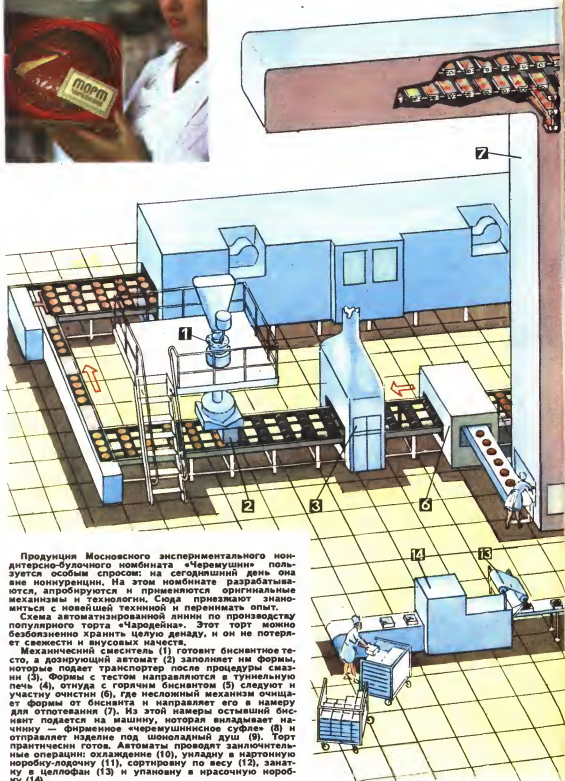 торт
7
1
2
3
6
14
13
Продукция Московского экспериментального кон-
дитерско-булочного комбината «Черемушки» поль-
зуется особым спросом: на сегодняшний день она
вне конкуренции. На этом комбинате разрабатыва-
ются, апробируются и применяются оригинальные
механизмы и технологии. Сюда приезжают знако-
миться с новейшей техникой и перенимать опыт.
Схема автоматизированной линии по производству
популярного торта «Чародейка». Этот торт можно
безбоязненно хранить целую декаду, и он не потеря-
ет свежести и вкусовых качеств.
Механический смеситель (1) готовит бисквитное те-
сто, а дозирующий автомат (2) заполняет им формы,
которые подает транспортер после процедуры смаз-
ки (3). Формы с тестом направляются в туннельную
печь (4), откуда с горячим бисквитом (5) следуют к
участку очистки (6), где несложный механизм очища-
ет формы от бисквита и направляет его в камеру
для отпотевания (7). Из этой камеры остывший бис-
квит подается на машину, которая вкладывает на-
чинку — фирменное «черемушкинское суфле» (8) и
отправляет изделие под шоколадный душ (9). Торт
практически готов. Автоматы проводят заключитель-
ные операции: охлаждение (10), укладку в картонную
коробку-лодочку (11), сортировку по весу (12), закат-
ку в целлофан (13) и упаковку в красочную короб-
ку (14)